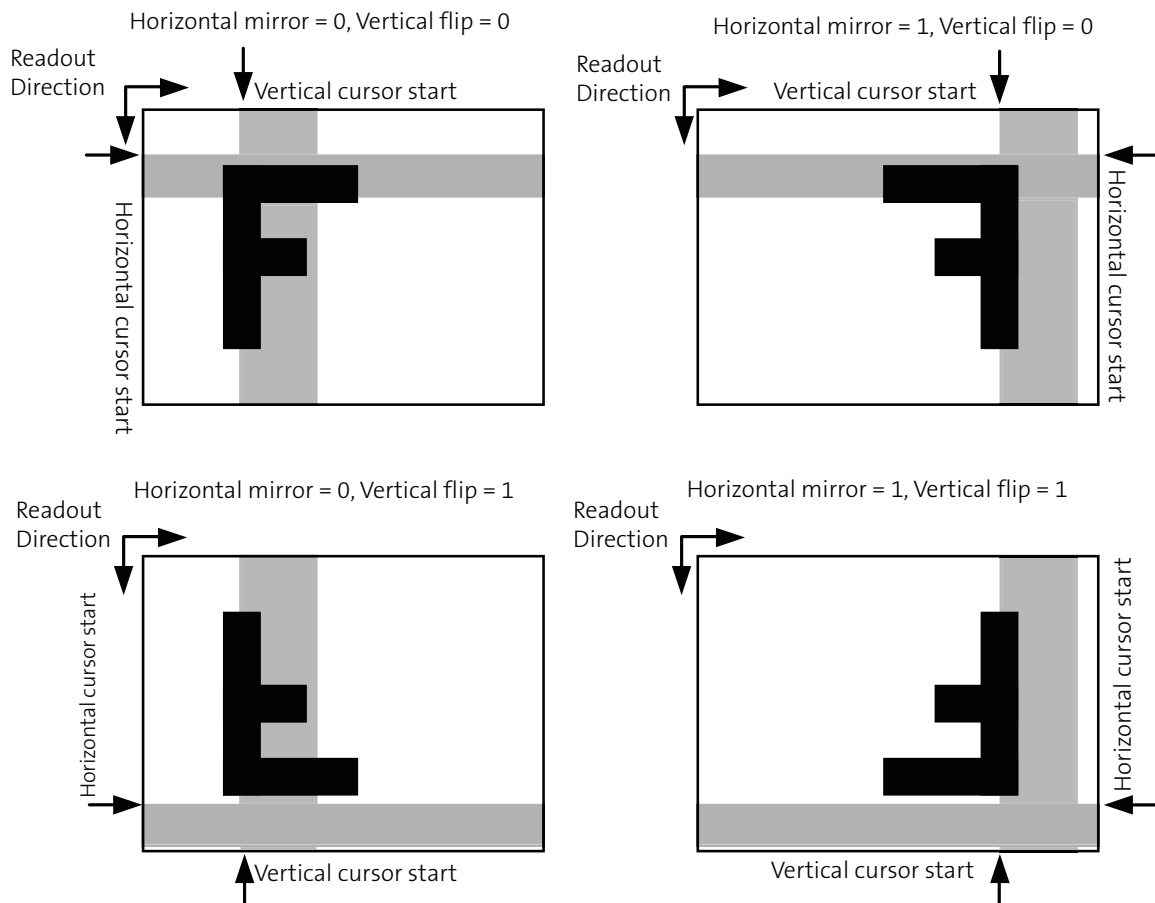 Horizontal mirror = 0, Vertical flip = 0
Readout
Direction
Vertical cursor start
Horizontal cursor start
Horizontal mirror = 1, Vertical flip = 0
Readout
Direction
Vertical cursor start
Horizontal cursor start
Horizontal mirror = 0, Vertical flip = 1
Readout
Direction
Horizontal cursor start
Vertical cursor start
Horizontal mirror = 1, Vertical flip = 1
Readout
Direction
Horizontal cursor start
Vertical cursor start